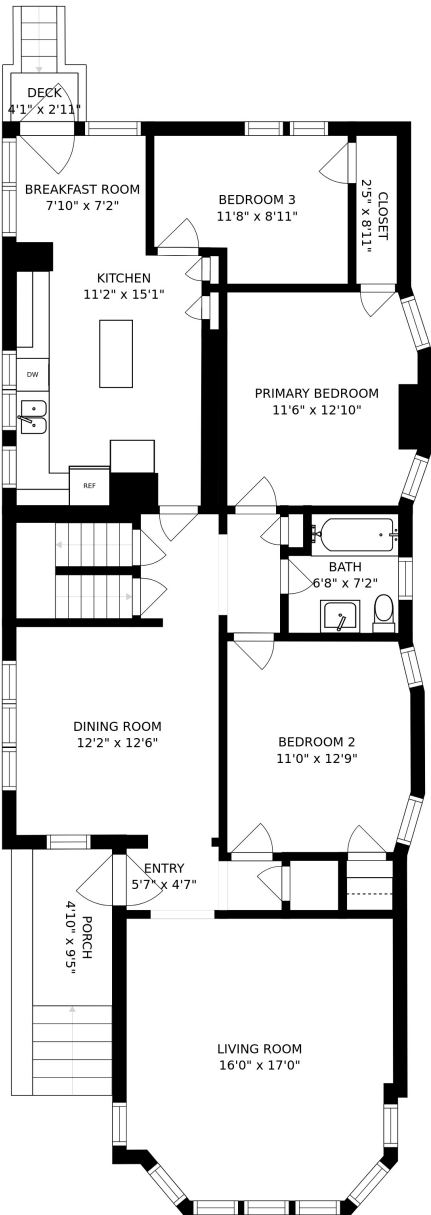 DECK
4'1" x 2'11"
BREAKFAST ROOM
7'10" x 7'2"
BEDROOM 3
11'8" x 8'11"
CLOSET
2'5" x 8'11"
KITCHEN
11'2" x 15'1"
DW
PRIMARY BEDROOM
11'6" x 12'10"
REF
BATH
6'8" x 7'2"
DINING ROOM
12'2" x 12'6"
BEDROOM 2
11'0" x 12'9"
ENTRY
5'7" x 4'7"
PORCH
4'10" x 9'5"
LIVING ROOM
16'0" x 17'0"